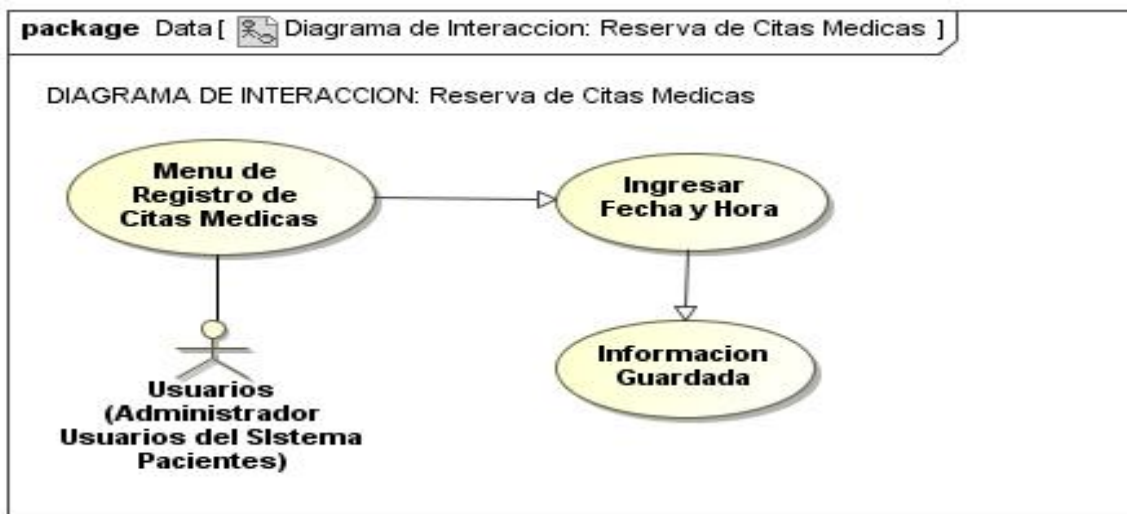 package Data [ Diagrama de Interaccion: Reserva de Citas Medicas ]
DIAGRAMA DE INTERACCION: Reserva de Citas Medicas
Menu de
Registro de
Citas Medicas
Ingresar
Fecha y Hora
Informacion
Guardada
Usuarios
(Administrador
Usuarios del SIstema
Pacientes)